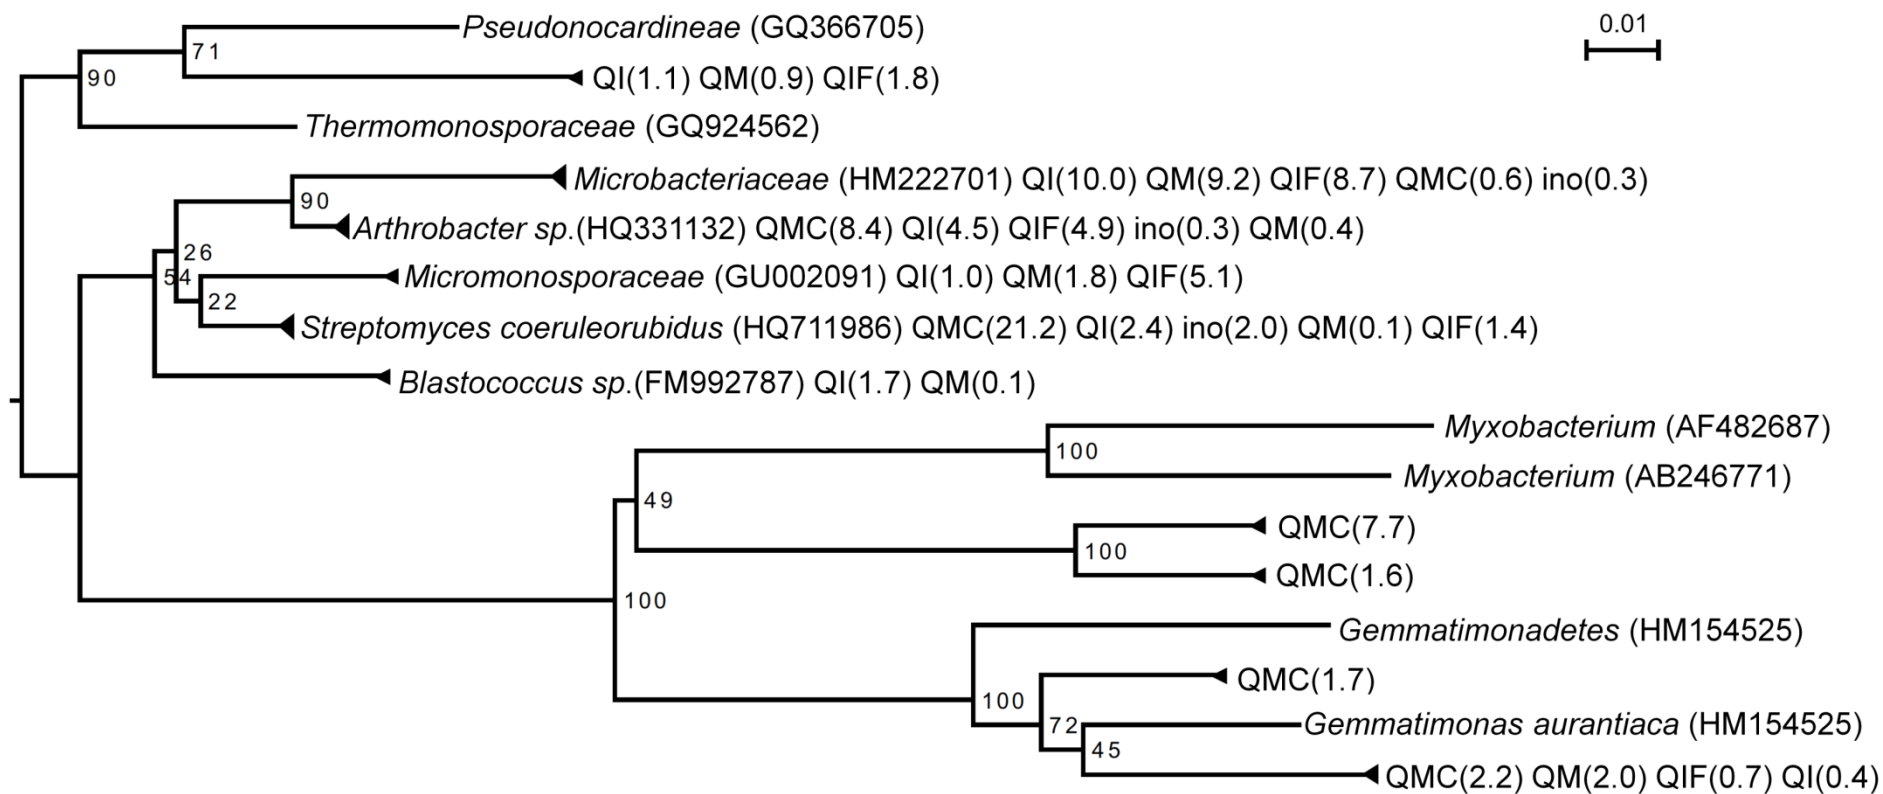 0.01
Pseudonocardineae (GQ366705)
71
90
QI(1.1) QM(0.9) QIF(1.8)
Thermomonosporaceae (GQ924562)
Microbacteriaceae (HM222701) QI(10.0) QM(9.2) QIF(8.7) QMC(0.6) ino(0.3)
90
Arthrobacter sp.(HQ331132) QMC(8.4) QI(4.5) QIF(4.9) ino(0.3) QM(0.4)
26
54
Micromonosporaceae (GU002091) QI(1.0) QM(1.8) QIF(5.1)
22
Streptomyces coeruleorubidus (HQ711986) QMC(21.2) QI(2.4) ino(2.0) QM(0.1) QIF(1.4)
Blastococcus sp.(FM992787) QI(1.7) QM(0.1)
Myxobacterium (AF482687)
100
Myxobacterium (AB246771)
49
QMC(7.7)
100
QMC(1.6)
100
Gemmatimonadetes (HM154525)
QMC(1.7)
100
72
Gemmatimonas aurantiaca (HM154525)
45
QMC(2.2) QM(2.0) QIF(0.7) QI(0.4)